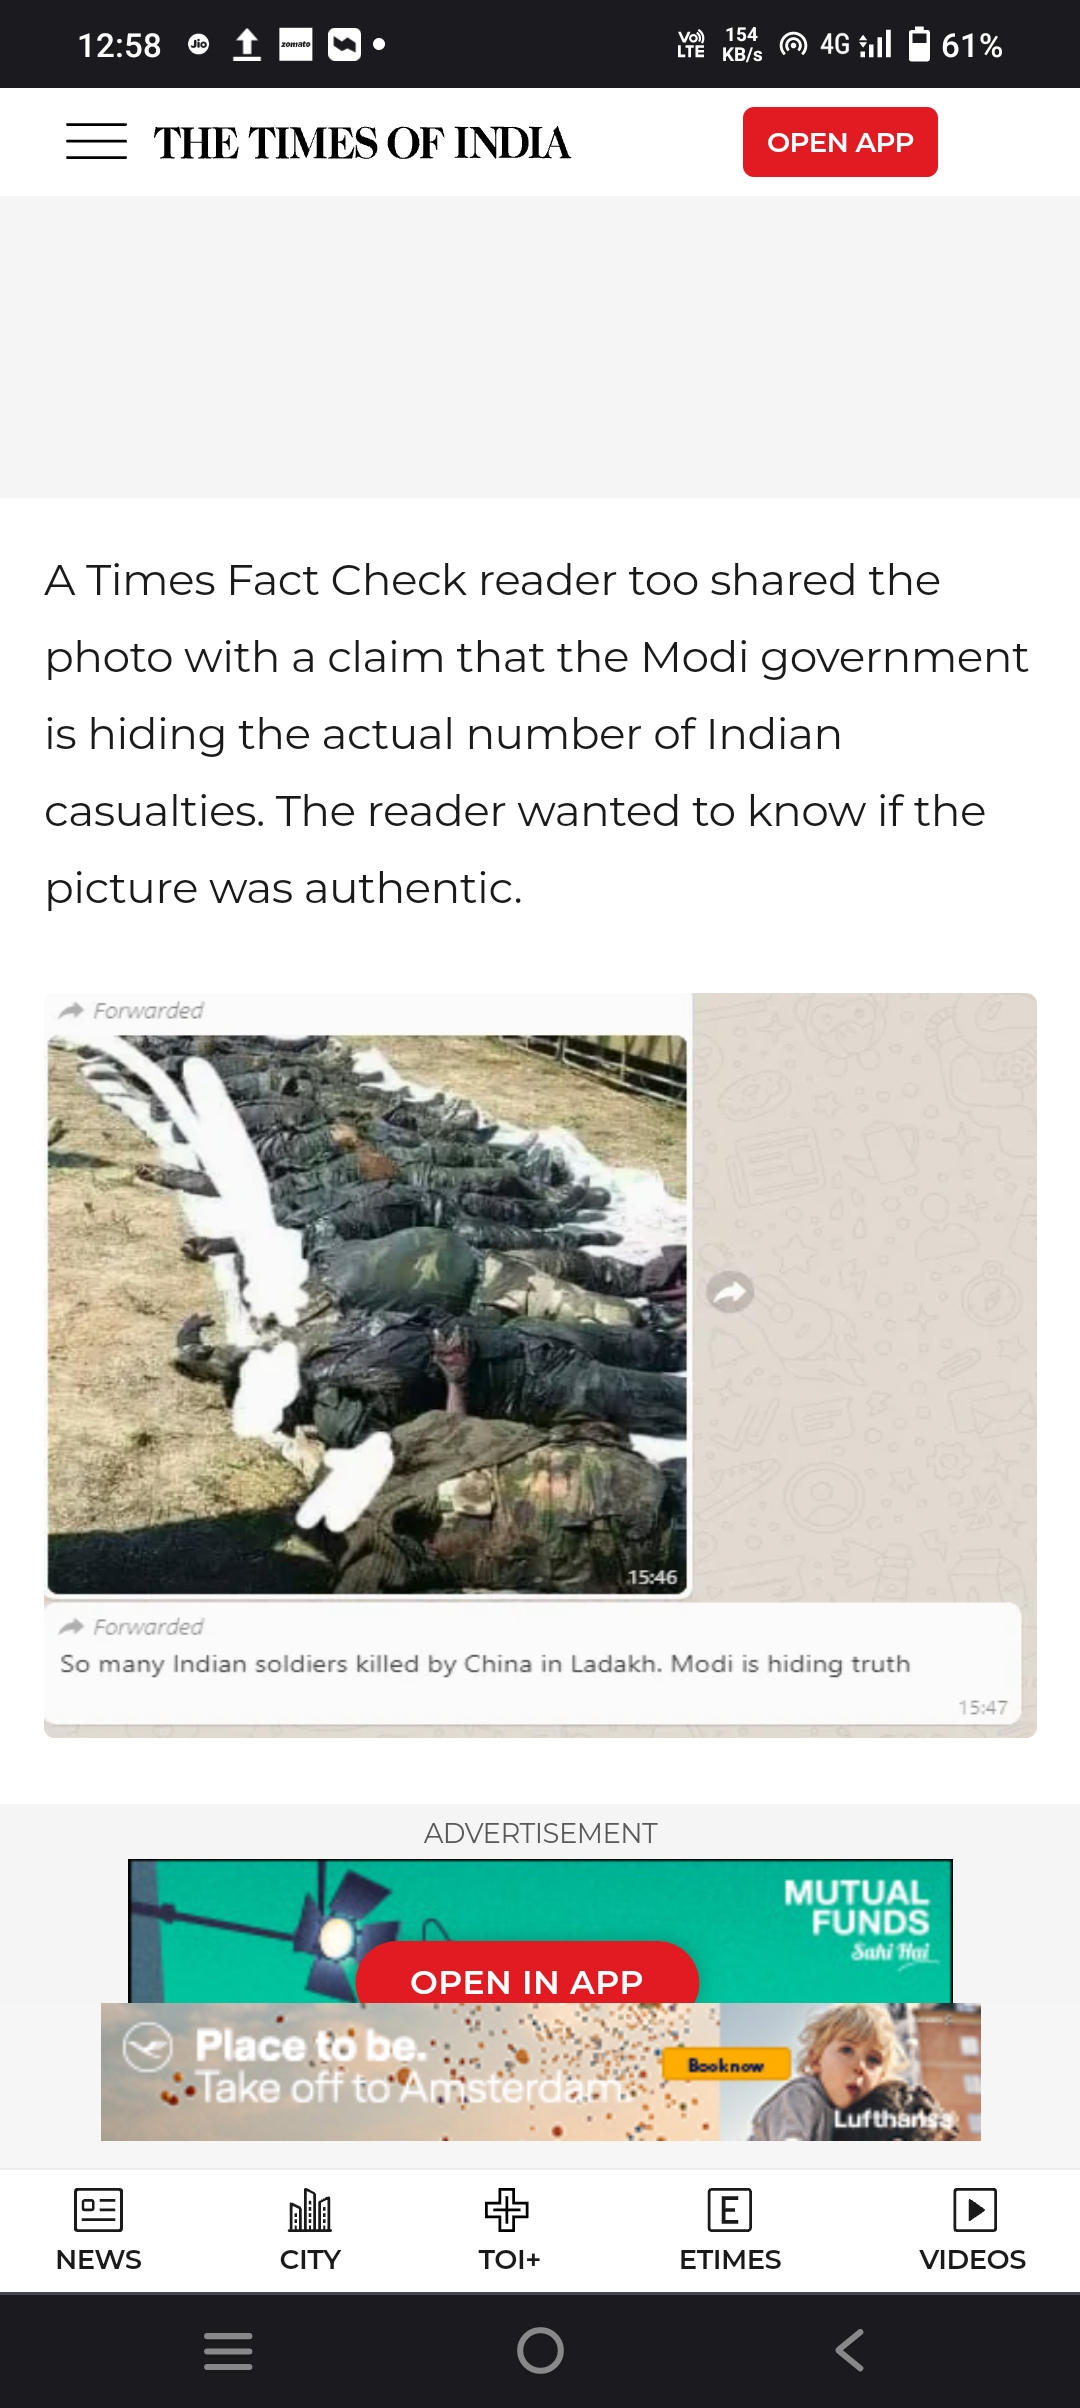 12:58 Jio zomato Vo) LTE 154 KB/s 4G 61%
THE TIMES OF INDIA OPEN APP
A Times Fact Check reader too shared the
photo with a claim that the Modi government
is hiding the actual number of Indian
casualties. The reader wanted to know if the
picture was authentic.
Forwarded
15:46
Forwarded
So many Indian soldiers killed by China in Ladakh. Modi is hiding truth
15:47
ADVERTISEMENT
MUTUAL
FUNDS
Sahi Hai
OPEN IN APP
Place to be.
Take off to Amsterdam.
Book now
Lufthansa
NEWS CITY TOI+ E ETIMES VIDEOS